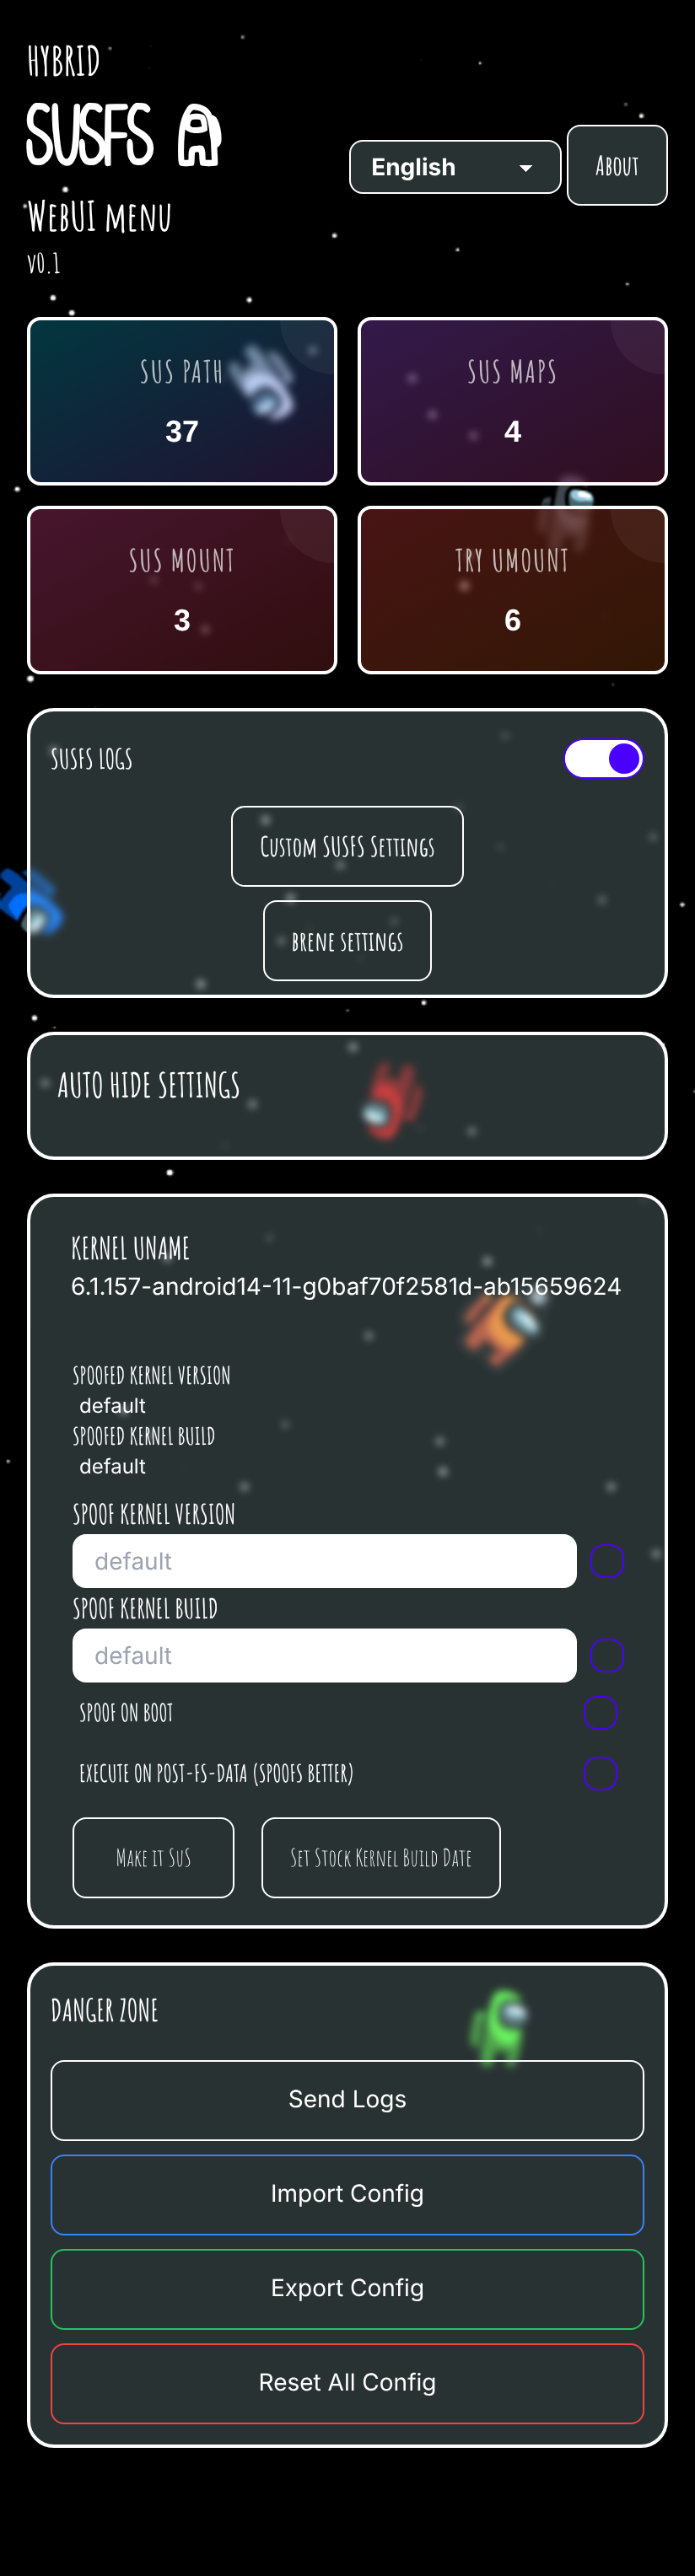 HYBRID
SUSFS
WebUI menu
v0.1
English
About
SUS PATH
37
SUS MAPS
4
SUS MOUNT
3
TRY UMOUNT
6
SUSFS LOGS
Custom SUSFS Settings
BRENE SETTINGS
AUTO HIDE SETTINGS
KERNEL UNAME
6.1.157-android14-11-g0baf70f2581d-ab15659624
SPOOFED KERNEL VERSION
default
SPOOFED KERNEL BUILD
default
SPOOF KERNEL VERSION
default
SPOOF KERNEL BUILD
default
SPOOF ON BOOT
EXECUTE ON POST-FS-DATA (SPOOFS BETTER)
Make it SuS
Set Stock Kernel Build Date
DANGER ZONE
Send Logs
Import Config
Export Config
Reset All Config